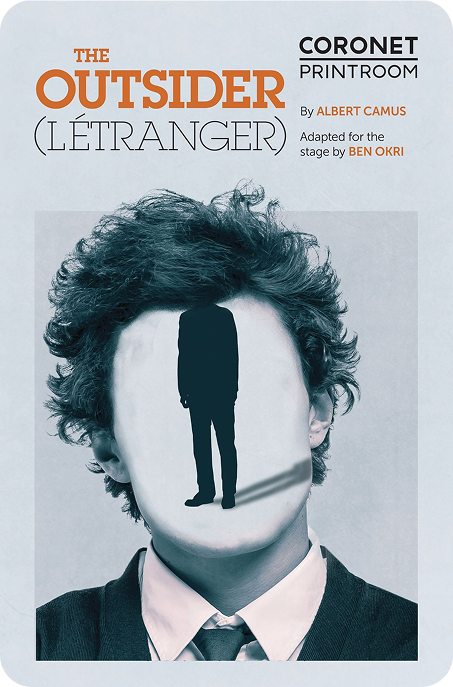 THE
OUTSIDER
(LÉTRANGER)
CORONET
PRINTROOM
By ALBERT CAMUS
Adapted for the
stage by BEN OKRI